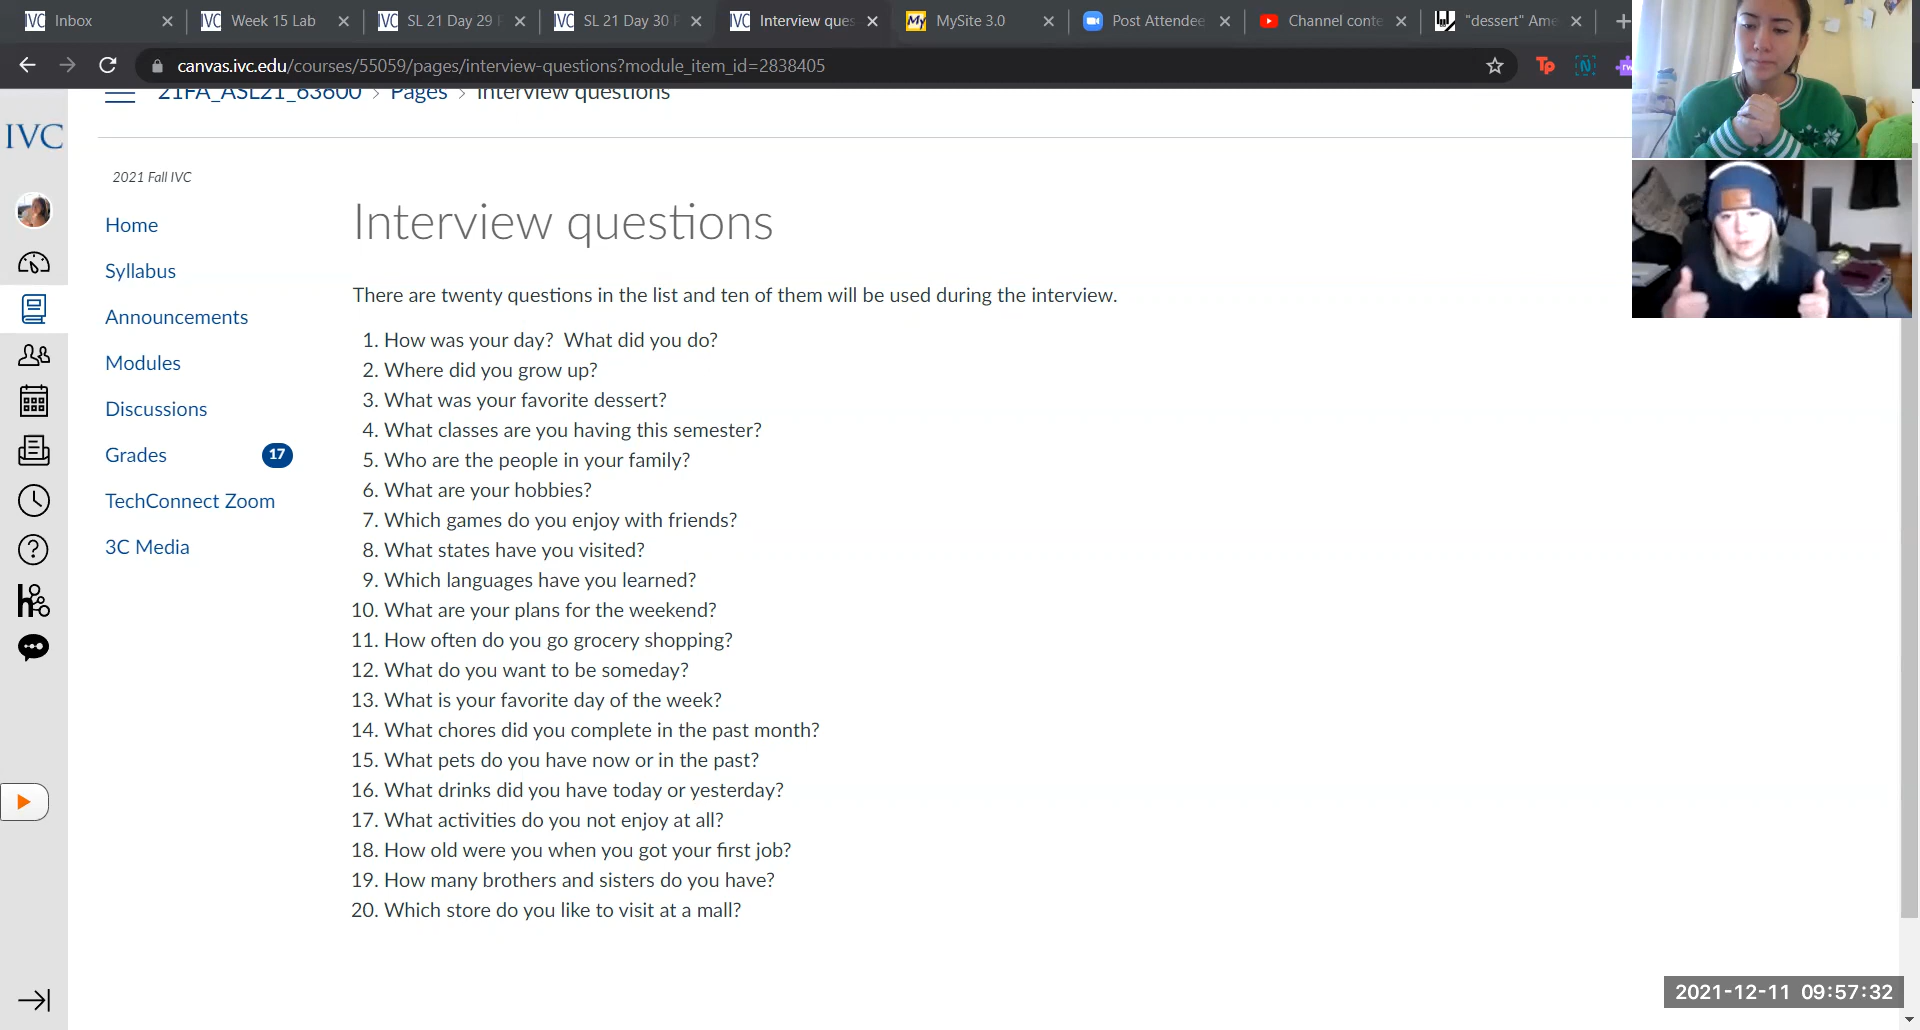 Inbox
Week 15 Lab
SL 21 Day 29
SL 21 Day 30
Interview ques
MySite 3.0
Post Attendee
Channel conte
"dessert" Ame
canvas.ivc.edu/courses/55059/pages/interview-questions?module_item_id=2838405
21FA_ASL21_63600 > Pages > Interview questions
IVC
2021 Fall IVC
Home
Syllabus
Announcements
Modules
Discussions
Grades 17
TechConnect Zoom
3C Media
Interview questions
There are twenty questions in the list and ten of them will be used during the interview.
1. How was your day?  What did you do?
2. Where did you grow up?
3. What was your favorite dessert?
4. What classes are you having this semester?
5. Who are the people in your family?
6. What are your hobbies?
7. Which games do you enjoy with friends?
8. What states have you visited?
9. Which languages have you learned?
10. What are your plans for the weekend?
11. How often do you go grocery shopping?
12. What do you want to be someday?
13. What is your favorite day of the week?
14. What chores did you complete in the past month?
15. What pets do you have now or in the past?
16. What drinks did you have today or yesterday?
17. What activities do you not enjoy at all?
18. How old were you when you got your first job?
19. How many brothers and sisters do you have?
20. Which store do you like to visit at a mall?
2021-12-11 09:57:32